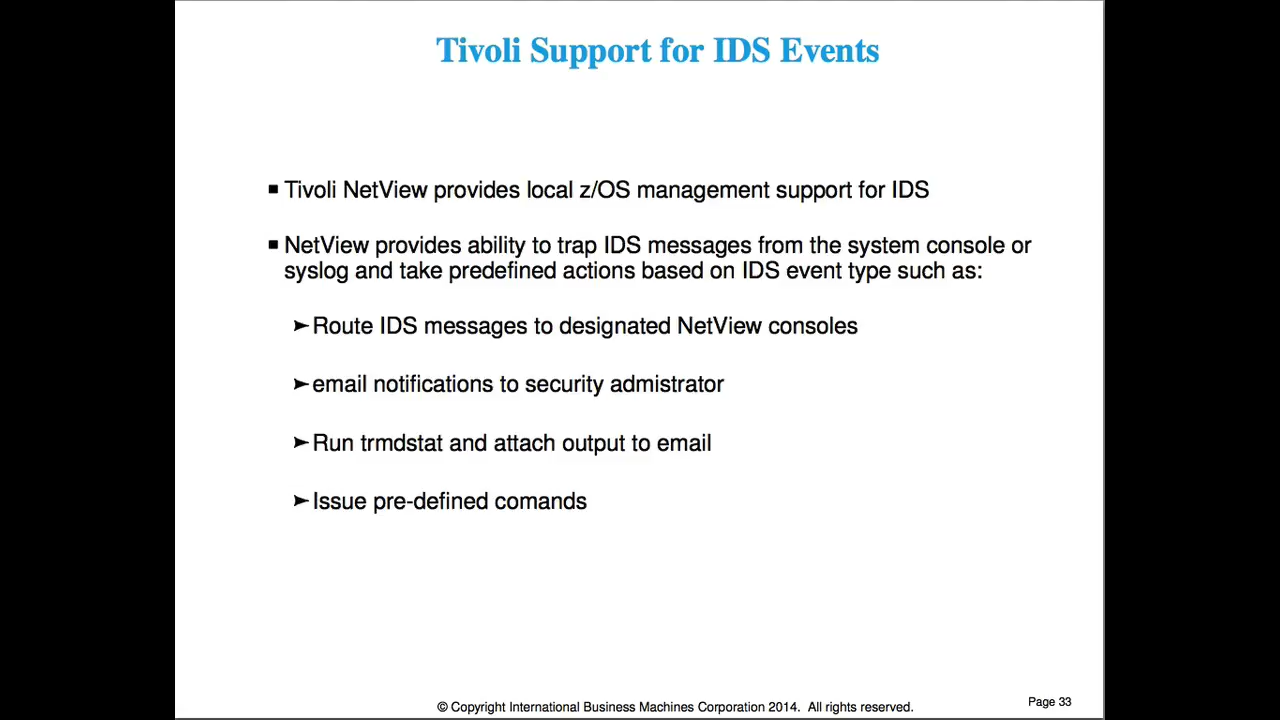 Tivoli Support for IDS Events
■ Tivoli NetView provides local z/OS management support for IDS
■ NetView provides ability to trap IDS messages from the system console or
syslog and take predefined actions based on IDS event type such as:
➤ Route IDS messages to designated NetView consoles
➤ email notifications to security admistrator
➤ Run trmdstat and attach output to email
➤ Issue pre-defined comands
© Copyright International Business Machines Corporation 2014. All rights reserved.
Page 33